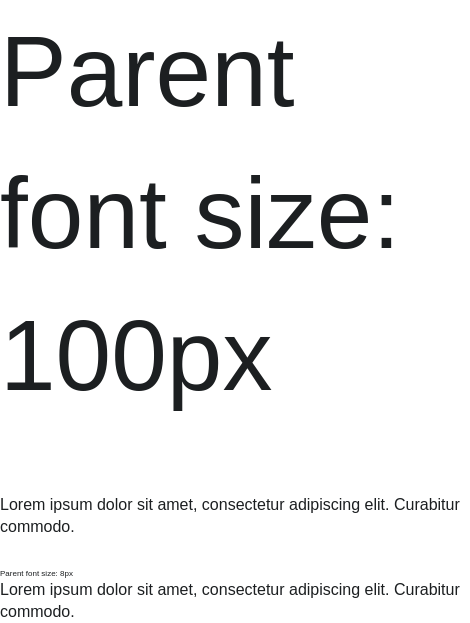 Parent
font size:
100px
Lorem ipsum dolor sit amet, consectetur adipiscing elit. Curabitur
commodo.
Parent font size: 8px
Lorem ipsum dolor sit amet, consectetur adipiscing elit. Curabitur
commodo.